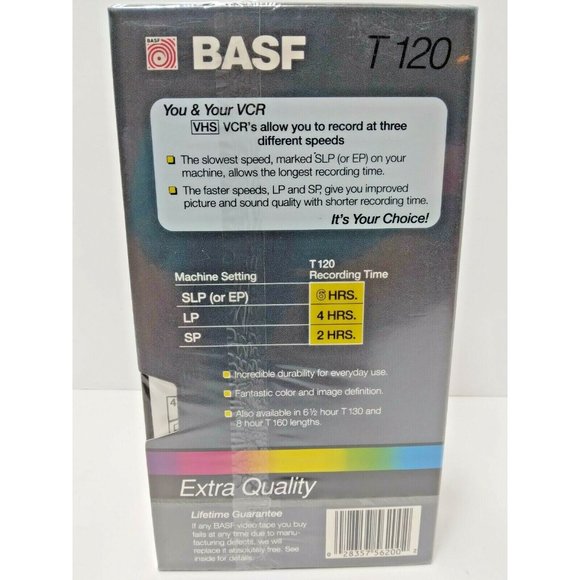 BASF
BASF T 120
You & Your VCR
VHS VCR's allow you to record at three
different speeds
The slowest speed, marked SLP (or EP) on your
machine, allows the longest recording time.
The faster speeds, LP and SP, give you improved
picture and sound quality with shorter recording time.
It's Your Choice!
T 120
Machine Setting Recording Time
SLP (or EP) 6 HRS.
LP 4 HRS.
SP 2 HRS.
Incredible durability for everyday use.
Fantastic color and image definition.
Also available in 6½ hour T 130 and
8 hour T 160 lengths.
4
Extra Quality
Lifetime Guarantee
If any BASF video tape you buy
fails at any time due to manu-
facturing defects, we will
replace it absolutely free. See
inside for details.
0 28357 56200 2